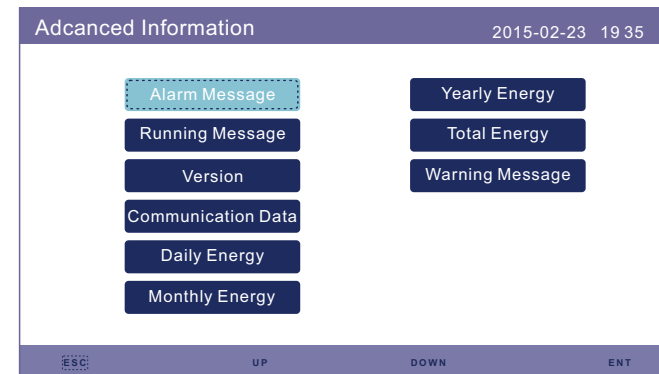 Adcanced Information
2015-02-23 19 35
Alarm Message
Running Message
Version
Communication Data
Daily Energy
Monthly Energy
Yearly Energy
Total Energy
Warning Message
ESC UP DOWN ENT